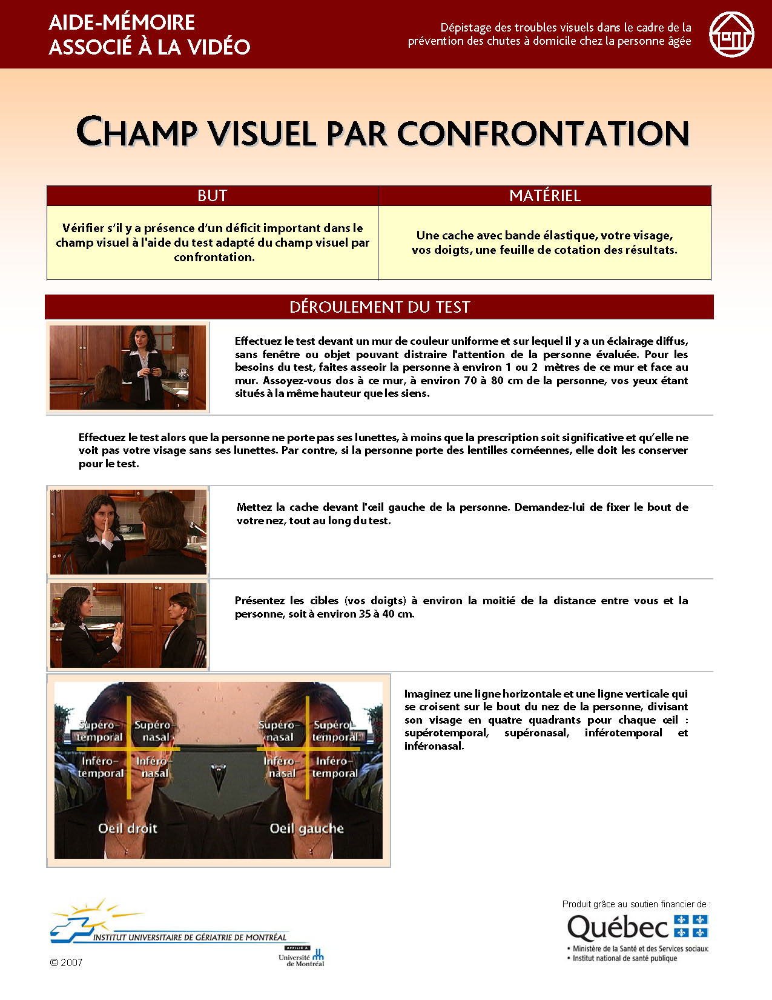 AIDE-MÉMOIRE
ASSOCIÉ À LA VIDÉO
Dépistage des troubles visuels dans le cadre de la
prévention des chutes à domicile chez la personne âgée
CHAMP VISUEL PAR CONFRONTATION
BUT
Vérifier s’il y a présence d’un déficit important dans le
champ visuel à l'aide du test adapté du champ visuel par
confrontation.
MATÉRIEL
Une cache avec bande élastique, votre visage,
vos doigts, une feuille de cotation des résultats.
DÉROULEMENT DU TEST
Effectuez le test devant un mur de couleur uniforme et sur lequel il y a un éclairage diffus,
sans fenêtre ou objet pouvant distraire l'attention de la personne évaluée. Pour les
besoins du test, faites asseoir la personne à environ 1 ou 2 mètres de ce mur et face au
mur. Assoyez-vous dos à ce mur, à environ 70 à 80 cm de la personne, vos yeux étant
situés à la même hauteur que les siens.
Effectuez le test alors que la personne ne porte pas ses lunettes, à moins que la prescription soit significative et qu’elle ne
voit pas votre visage sans ses lunettes. Par contre, si la personne porte des lentilles cornéennes, elle doit les conserver
pour le test.
Mettez la cache devant l'œil gauche de la personne. Demandez-lui de fixer le bout de
votre nez, tout au long du test.
Présentez les cibles (vos doigts) à environ la moitié de la distance entre vous et la
personne, soit à environ 35 à 40 cm.
Supéro-
temporal
Supéro-
nasal
Inféro-
temporal
Inféro-
nasal
Oeil droit
Supéro-
nasal
Supéro-
temporal
Inféro-
nasal
Inféro-
temporal
Oeil gauche
Imaginez une ligne horizontale et une ligne verticale qui
se croisent sur le bout du nez de la personne, divisant
son visage en quatre quadrants pour chaque œil :
supérotemporal, supéronasal, inférotemporal et
inféronasal.
INSTITUT UNIVERSITAIRE DE GÉRIATRIE DE MONTRÉAL
AFFILIÉ À
Université
de Montréal
© 2007
Produit grâce au soutien financier de :
Québec
• Ministère de la Santé et des Services sociaux
• Institut national de santé publique